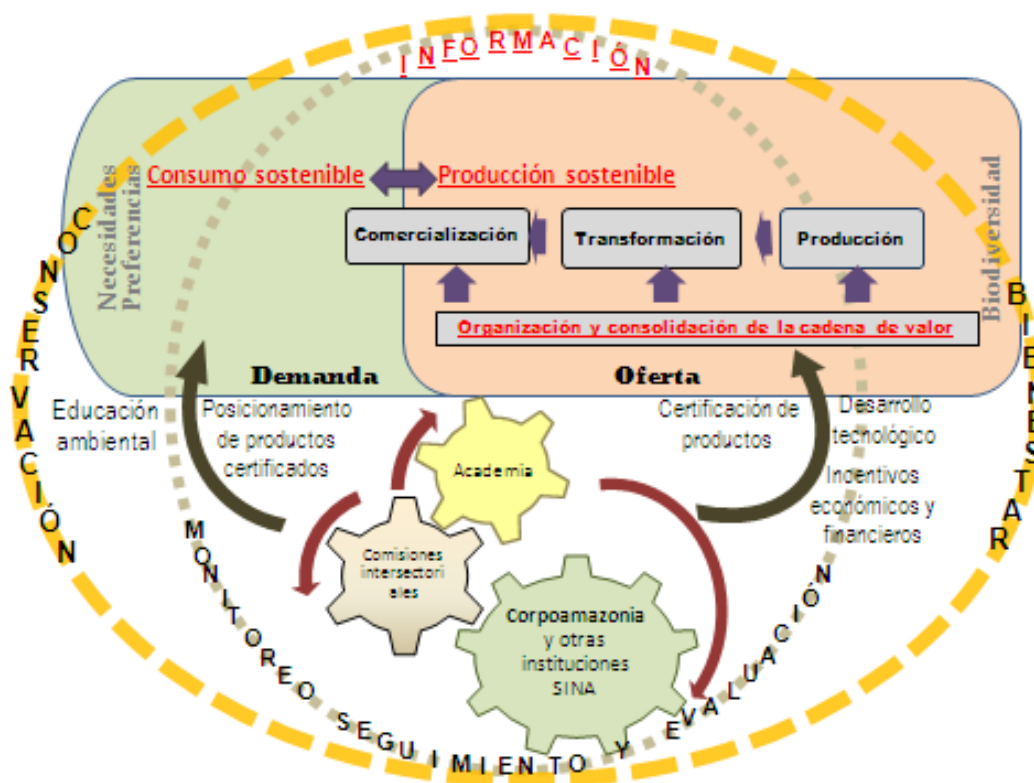 INFORMACIÓN
CONSERVACIÓN
BIENESTAR
Necesidades
Preferencias
Biodiversidad
Consumo sostenible
Producción sostenible
Comercialización
Transformación
Producción
Organización y consolidación de la cadena de valor
Demanda
Oferta
Educación
ambiental
Posicionamiento
de productos
certificados
Certificación de
productos
Desarrollo
tecnológico
Indentivos
económicos y
financieros
Academia
Comisiones
intersectori
ales
Corpoamazonia
y otras
instituciones
SINA
MONITOREO SEGUIMIENTO Y EVALUACIÓN